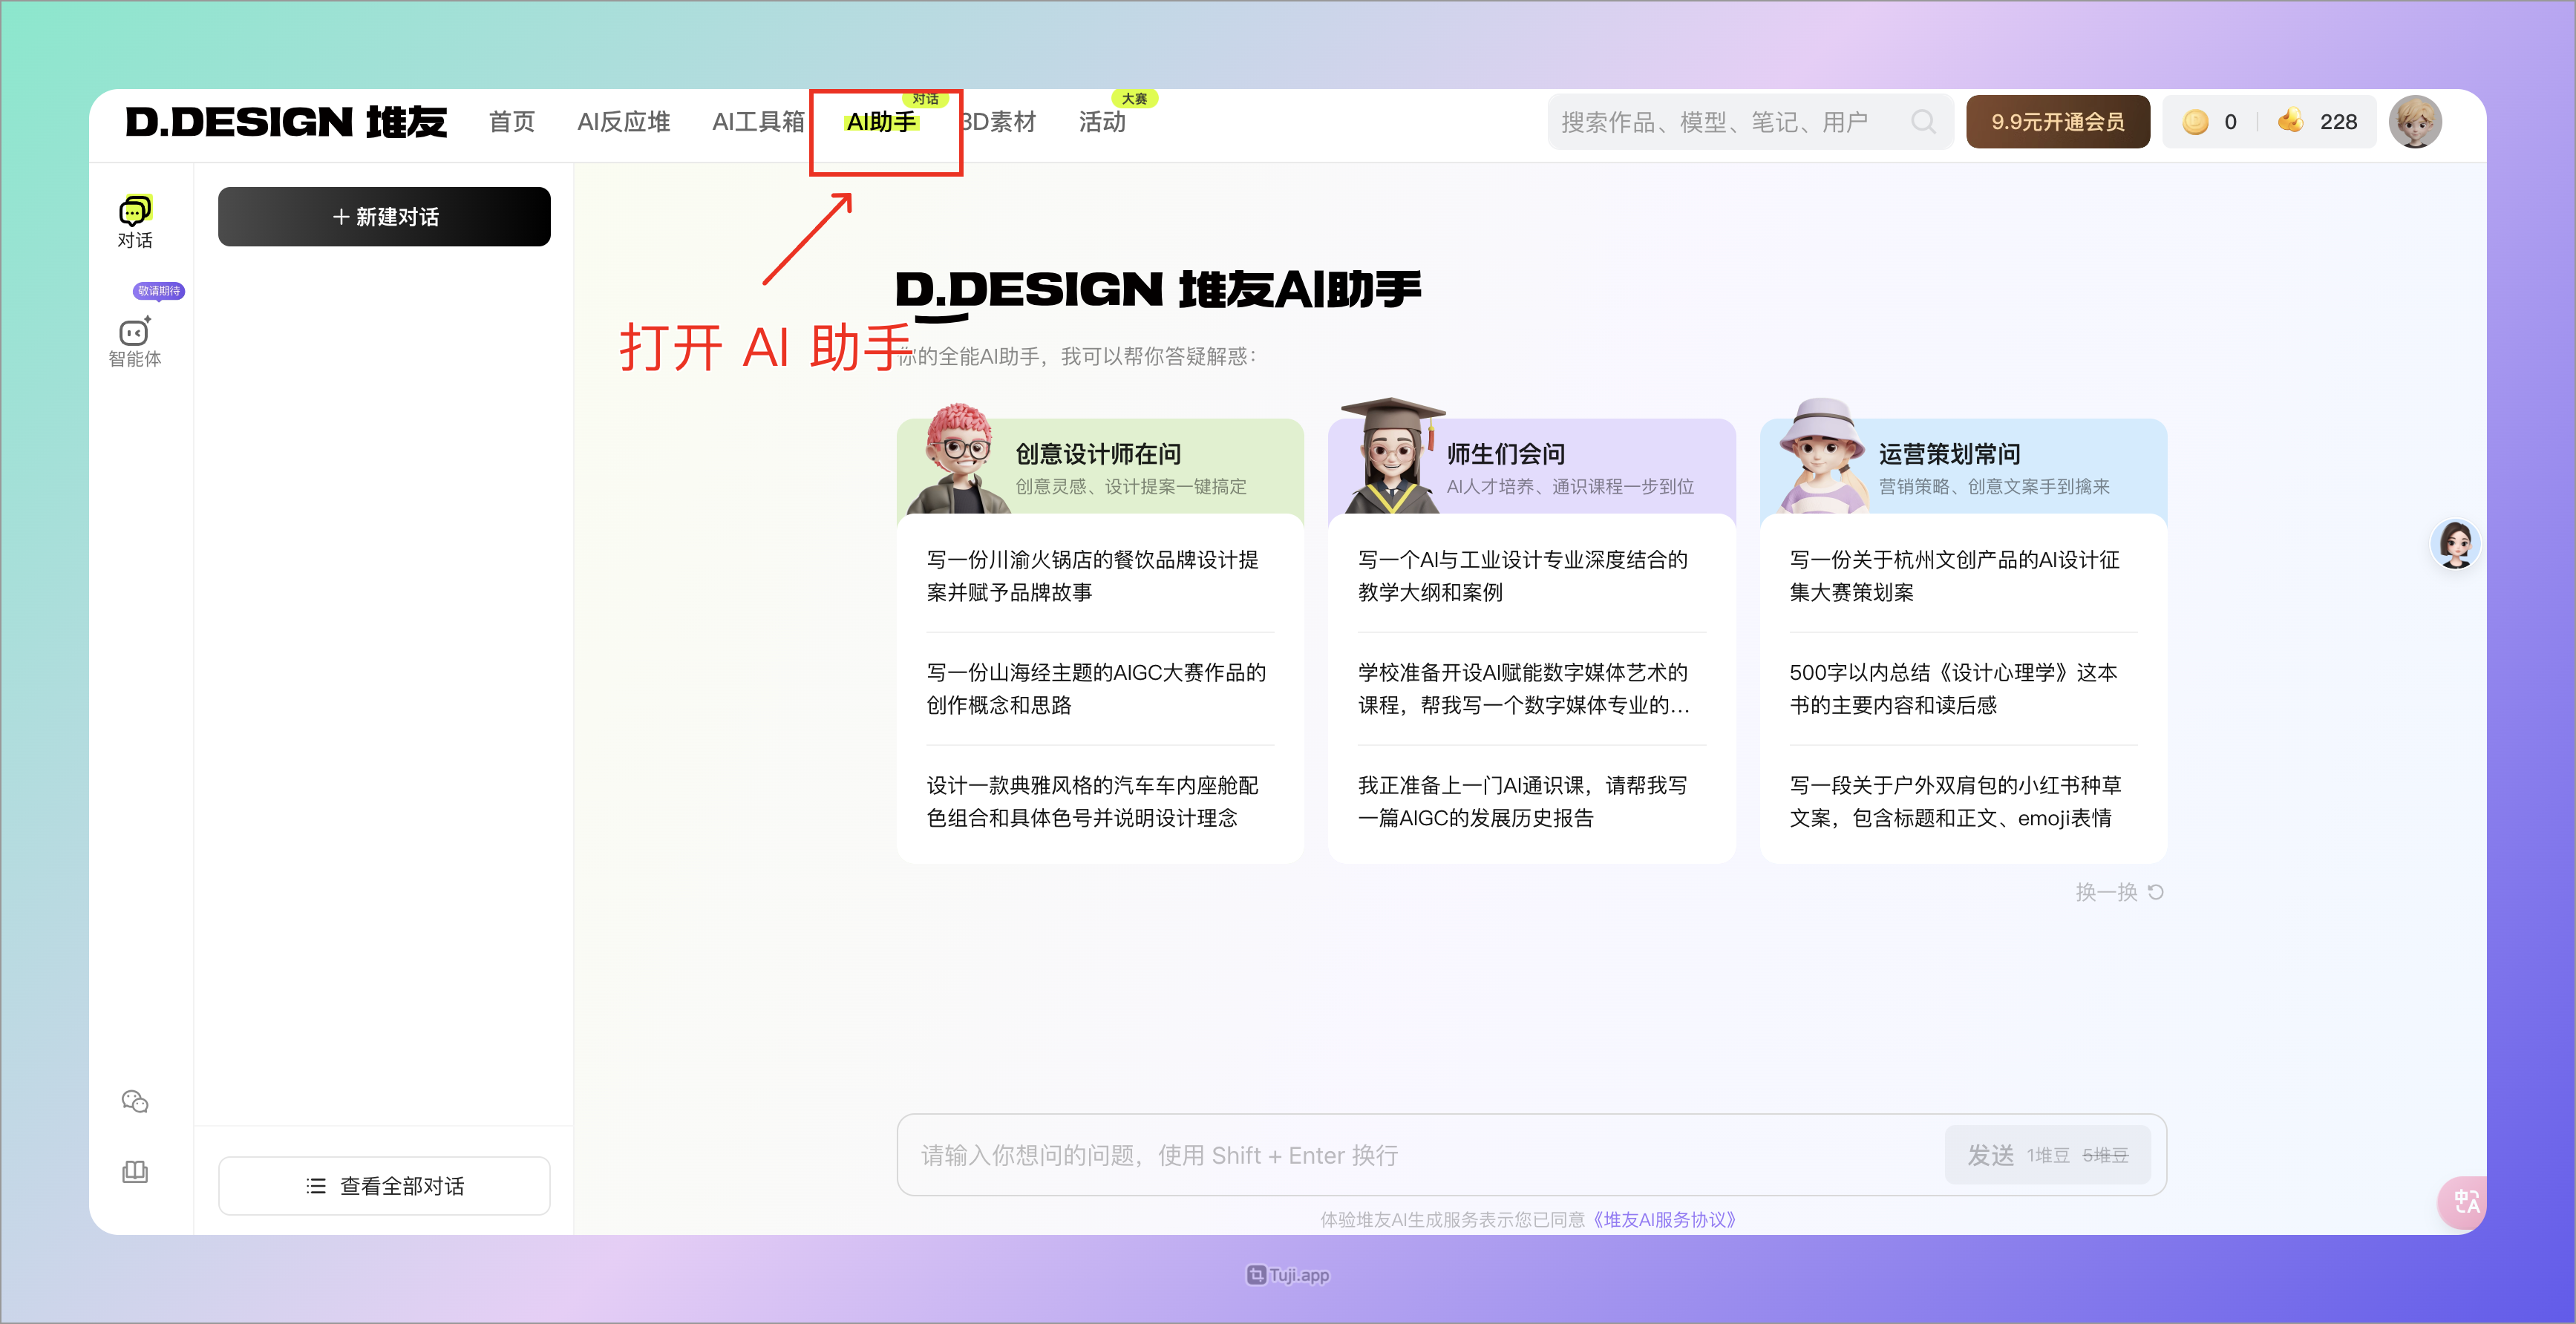 D.DESIGN 堆友
首页
AI反应堆
AI工具箱
AI助手
对话
3D素材
活动
大赛
搜索作品、模型、笔记、用户
9.9元开通会员
0
228
对话
敬请期待
智能体
+ 新建对话
打开 AI 助手
D.DESIGN 堆友AI助手
你的全能AI助手，我可以帮你答疑解惑：
创意设计师在问
创意灵感、设计提案一键搞定
写一份川渝火锅店的餐饮品牌设计提
案并赋予品牌故事
写一份山海经主题的AIGC大赛作品的
创作概念和思路
设计一款典雅风格的汽车车内座舱配
色组合和具体色号并说明设计理念
师生们会问
AI人才培养、通识课程一步到位
写一个AI与工业设计专业深度结合的
教学大纲和案例
学校准备开设AI赋能数字媒体艺术的
课程，帮我写一个数字媒体专业的...
我正准备上一门AI通识课，请帮我写
一篇AIGC的发展历史报告
运营策划常问
营销策略、创意文案手到擒来
写一份关于杭州文创产品的AI设计征
集大赛策划案
500字以内总结《设计心理学》这本
书的主要内容和读后感
写一段关于户外双肩包的小红书种草
文案，包含标题和正文、emoji表情
换一换
请输入你想问的问题，使用 Shift + Enter 换行
发送 1堆豆 5堆豆
体验堆友AI生成服务表示您已同意《堆友AI服务协议》
查看全部对话
中A
Tuji.app